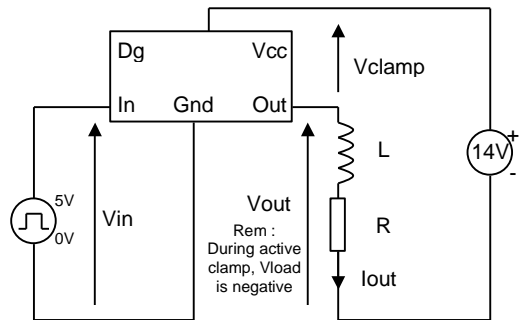 Dg
Vcc
Vclamp
In
Gnd
Out
14V
+
-
L
5V
0V
Vin
Vout
R
Rem :
During active
clamp, Vload
is negative
Iout